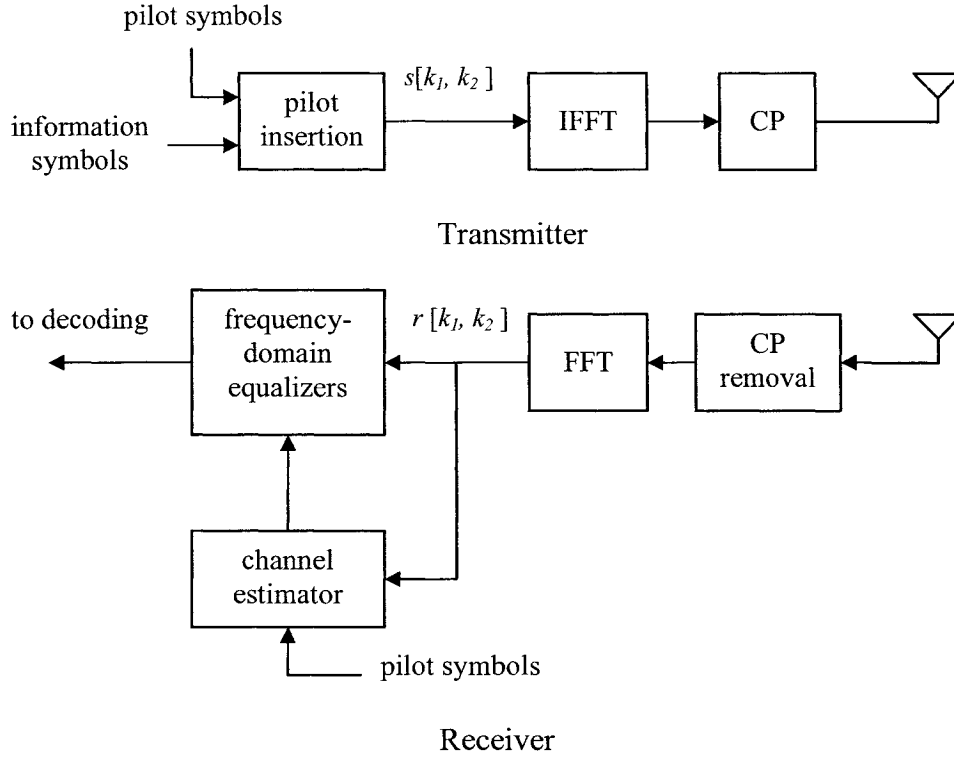 pilot symbols
information
symbols
pilot
insertion
s[k₁, k₂ ]
IFFT
CP
Transmitter
to decoding
frequency-
domain
equalizers
r [k₁, k₂ ]
FFT
CP
removal
channel
estimator
pilot symbols
Receiver